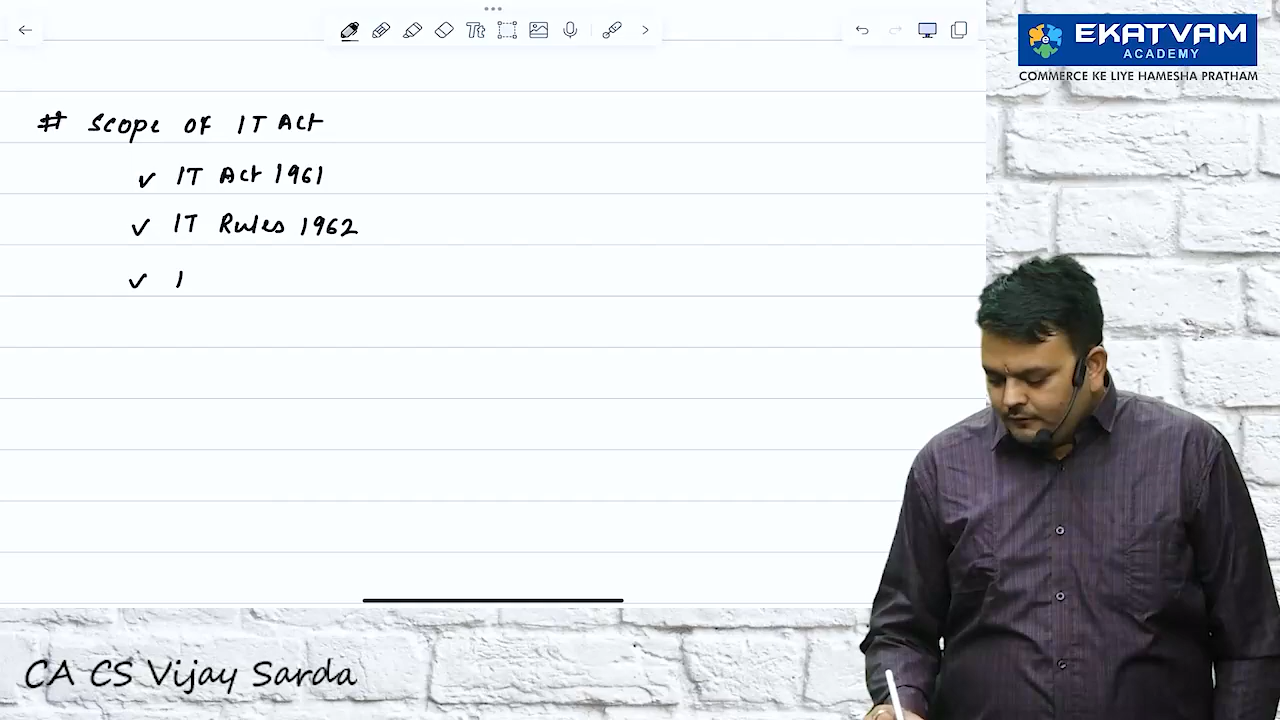 # Scope of IT Act
✓ IT Act 1961
✓ IT Rules 1962
✓ I
EKATVAM
ACADEMY
COMMERCE KE LIYE HAMESHA PRATHAM
CA CS Vijay Sarda